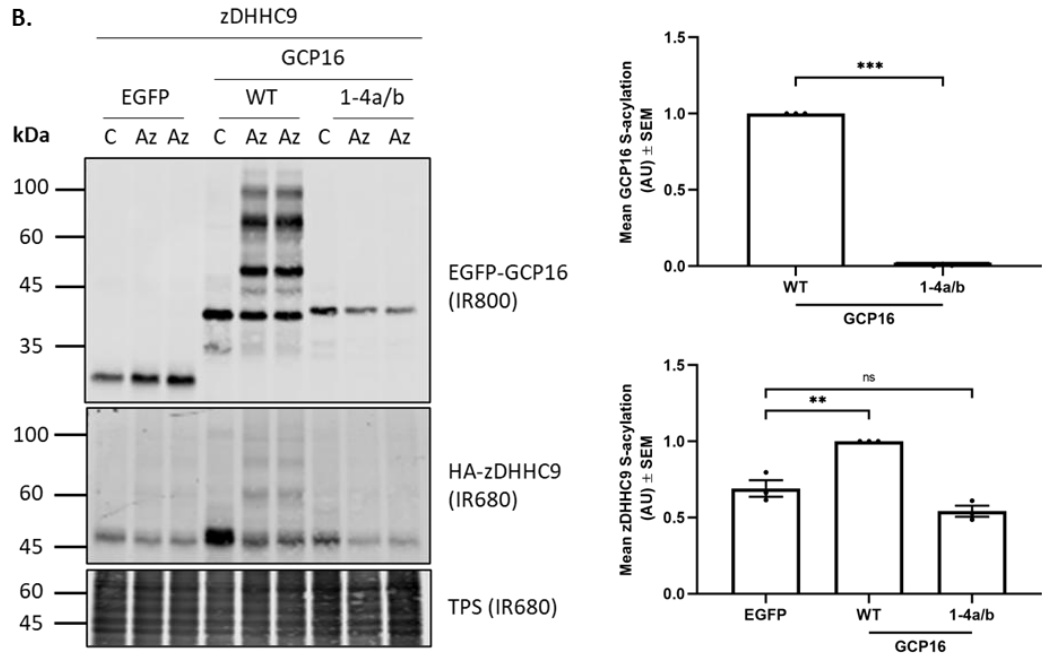 B.
zDHHC9
GCP16
EGFP WT 1-4a/b
kDa C Az Az C Az Az C Az Az
100
60
45
35
EGFP-GCP16
(IR800)
100
60
45
HA-zDHHC9
(IR680)
60
45
TPS (IR680)
Mean GCP16 S-acylation
(AU) ± SEM
1.5
1.0
0.5
0.0
***
WT 1-4a/b
GCP16
Mean zDHHC9 S-acylation
(AU) ± SEM
1.5
1.0
0.5
0.0
ns
**
EGFP WT 1-4a/b
GCP16